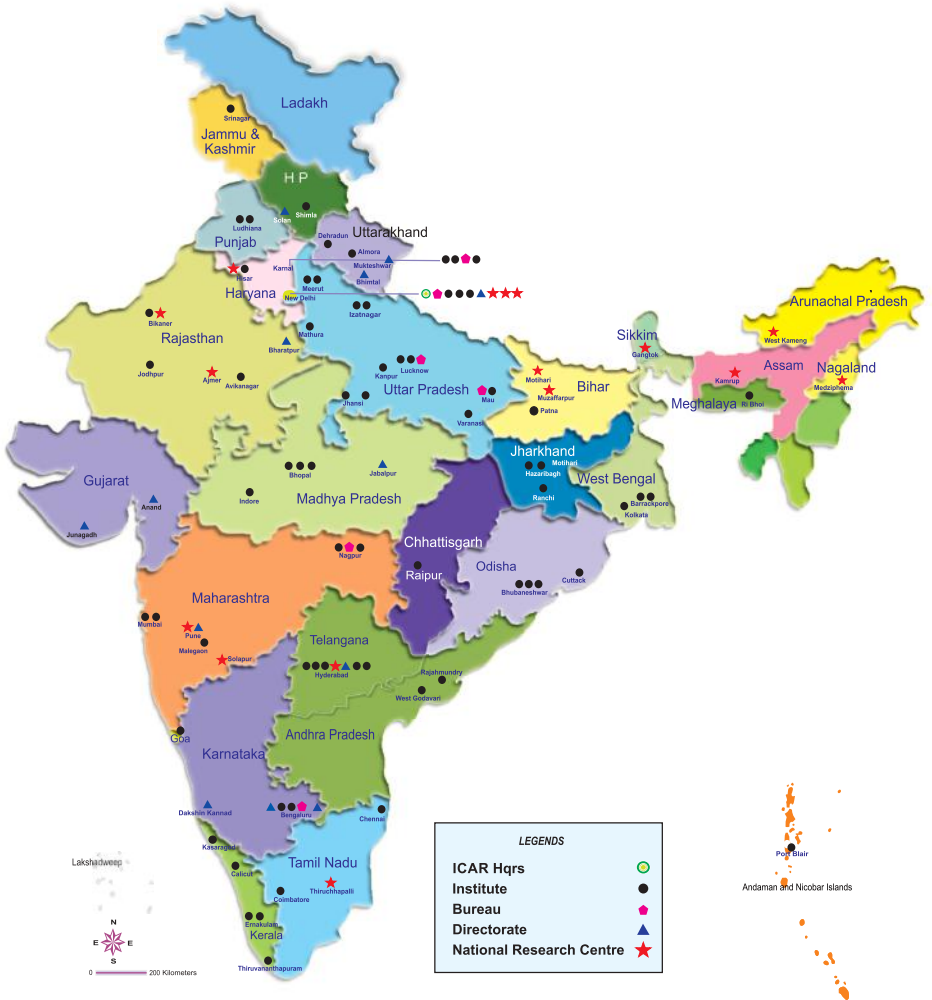 Ladakh
Srinagar
Jammu &
Kashmir
H P
Solan
Shimla
Ludhiana
Punjab
Dehradun
Uttarakhand
Almora
Mukteshwar
Bhimtal
Karnal
Hisar
Haryana
New Delhi
Meerut
Izatnagar
Mathura
Bikaner
Rajasthan
Bharatpur
Jodhpur
Ajmer
Avikanagar
Lucknow
Kanpur
Uttar Pradesh
Jhansi
Mau
Varanasi
Motihari
Muzaffarpur
Bihar
Patna
Sikkim
Gangtok
Arunachal Pradesh
West Kameng
Assam
Kamrup
Nagaland
Medziphema
Meghalaya
Ri Bhoi
Jharkhand
Motihari
Hazaribagh
Ranchi
West Bengal
Barrackpore
Kolkata
Gujarat
Anand
Junagadh
Bhopal
Jabalpur
Indore
Madhya Pradesh
Chhattisgarh
Raipur
Odisha
Cuttack
Bhubaneshwar
Nagpur
Maharashtra
Mumbai
Pune
Malegaon
Solapur
Telangana
Hyderabad
Rajahmundry
West Godavari
Goa
Andhra Pradesh
Karnataka
Dakshin Kannad
Bengaluru
Chennai
Kasaragod
Calicut
Tamil Nadu
Thiruchhapalli
Coimbatore
Ernakulam
Kerala
Thiruvananthapuram
Lakshadweep
N
E E
S
0 200 Kilometers
LEGENDS
ICAR Hqrs
Institute
Bureau
Directorate
National Research Centre
Port Blair
Andaman and Nicobar Islands